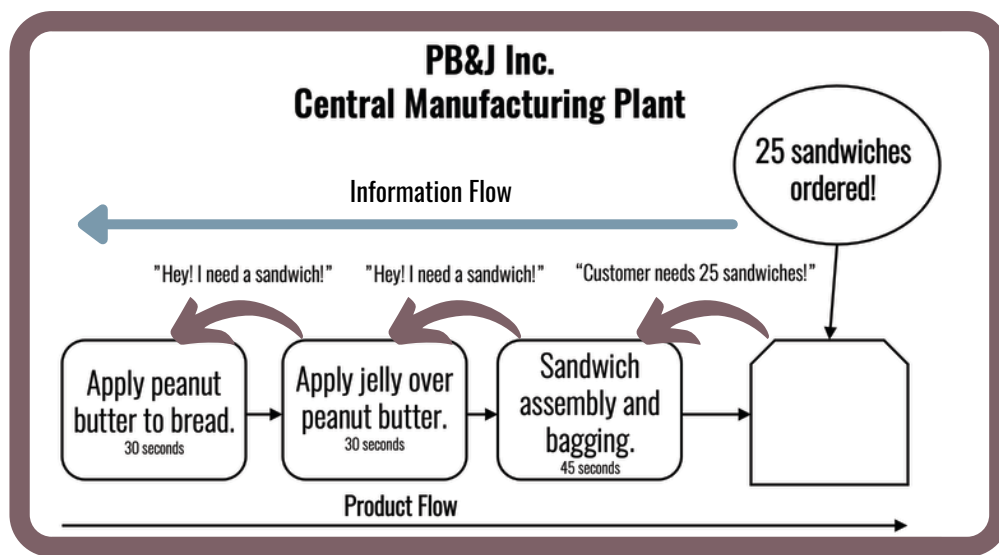 PB&J Inc.
Central Manufacturing Plant
25 sandwiches
ordered!
Information Flow
”Hey! I need a sandwich!”
”Hey! I need a sandwich!”
“Customer needs 25 sandwiches!”
Apply peanut
butter to bread.
30 seconds
Apply jelly over
peanut butter.
30 seconds
Sandwich
assembly and
bagging.
45 seconds
Product Flow